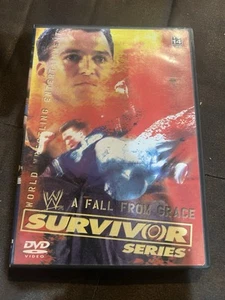 WORLD WRESTLING ENTERTAINMENT
W A FALL FROM GRACE
SURVIVOR
SERIES
DVD
VIDEO